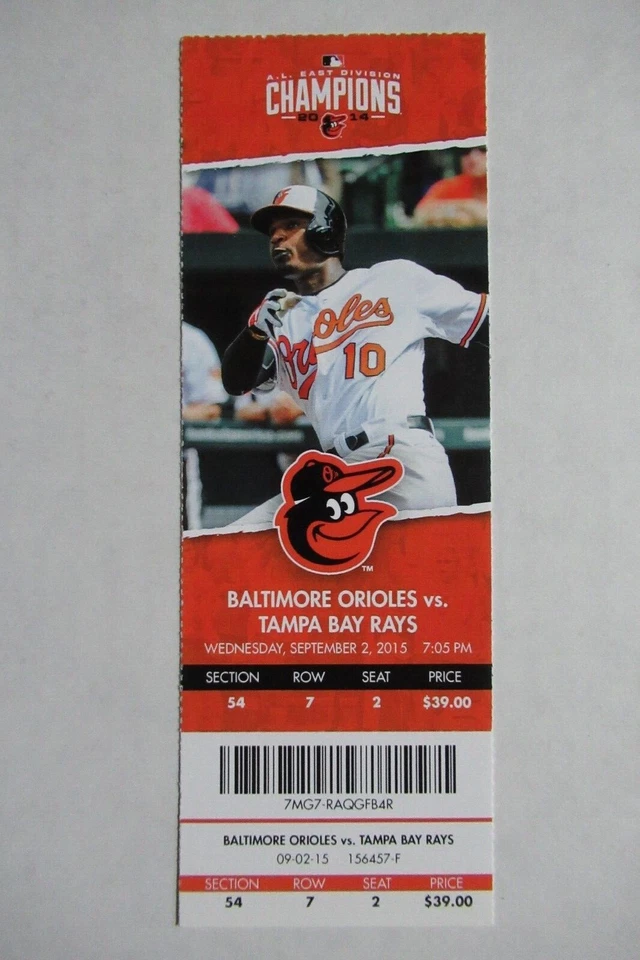 A.L. EAST DIVISION
CHAMPIONS
2014
Orioles
10
TM
BALTIMORE ORIOLES vs.
TAMPA BAY RAYS
WEDNESDAY, SEPTEMBER 2, 2015 7:05 PM
SECTION ROW SEAT PRICE
54 7 2 $39.00
7MG7-RAQGFB4R
BALTIMORE ORIOLES vs. TAMPA BAY RAYS
09-02-15 156457-F
SECTION ROW SEAT PRICE
54 7 2 $39.00